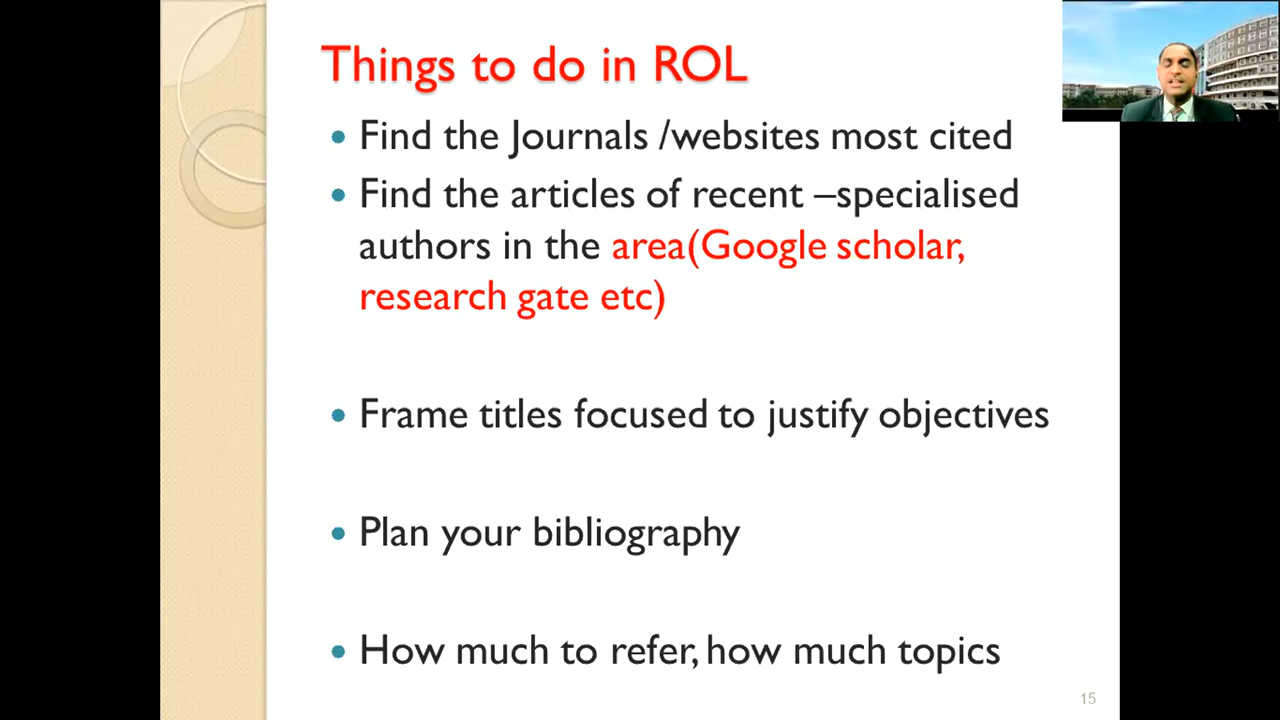 Things to do in ROL
Find the Journals /websites most cited
Find the articles of recent –specialised
authors in the area(Google scholar,
research gate etc)
Frame titles focused to justify objectives
Plan your bibliography
How much to refer, how much topics
15